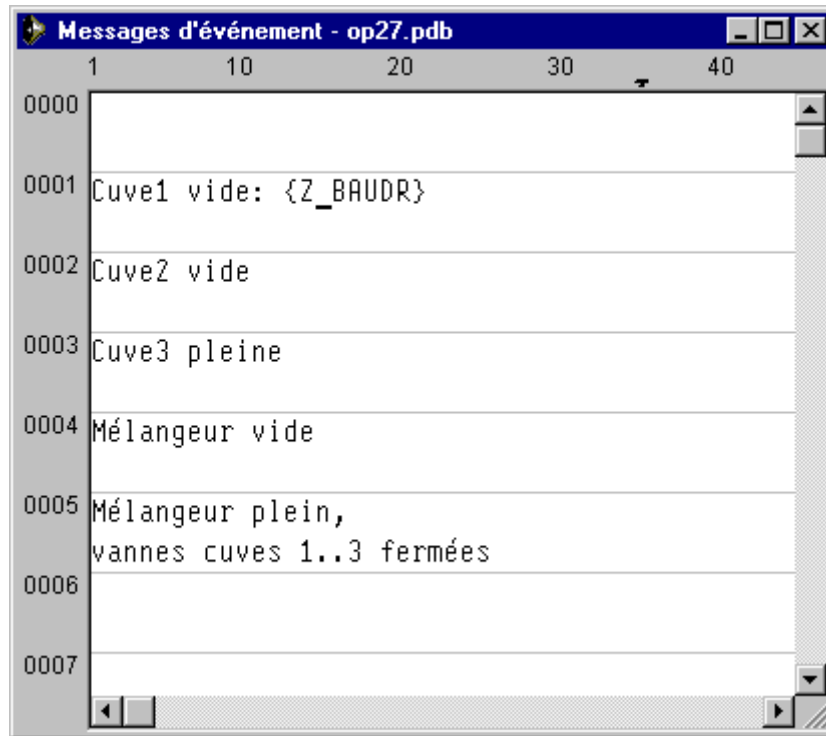 Messages d'événement - op27.pdb
1 10 20 30 40
0000
0001 Cuve1 vide: {Z_BAUDR}
0002 Cuve2 vide
0003 Cuve3 pleine
0004 Mélangeur vide
0005 Mélangeur plein,
vannes cuves 1..3 fermées
0006
0007